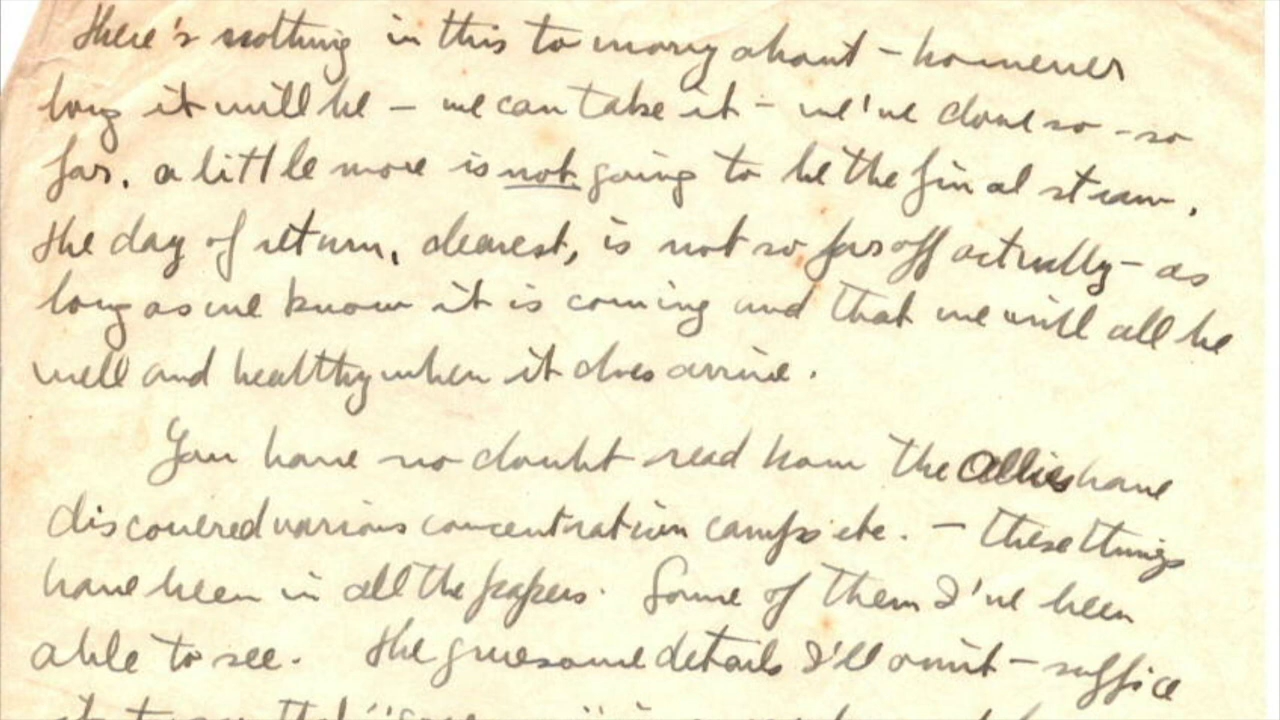 there's nothing in this to worry about – however
long it will be – we can take it – we've done so – so
far. a little more is not going to be the final straw.
the day of return, dearest, is not so far off actually – as
long as we know it is coming and that we will all be
well and healthy when it does arrive.
You have no doubt read how the Allies have
discovered various concentration camps etc. – these things
have been in all the papers. Some of them I've been
able to see. the gruesome details I'll omit – suffice
it to say that